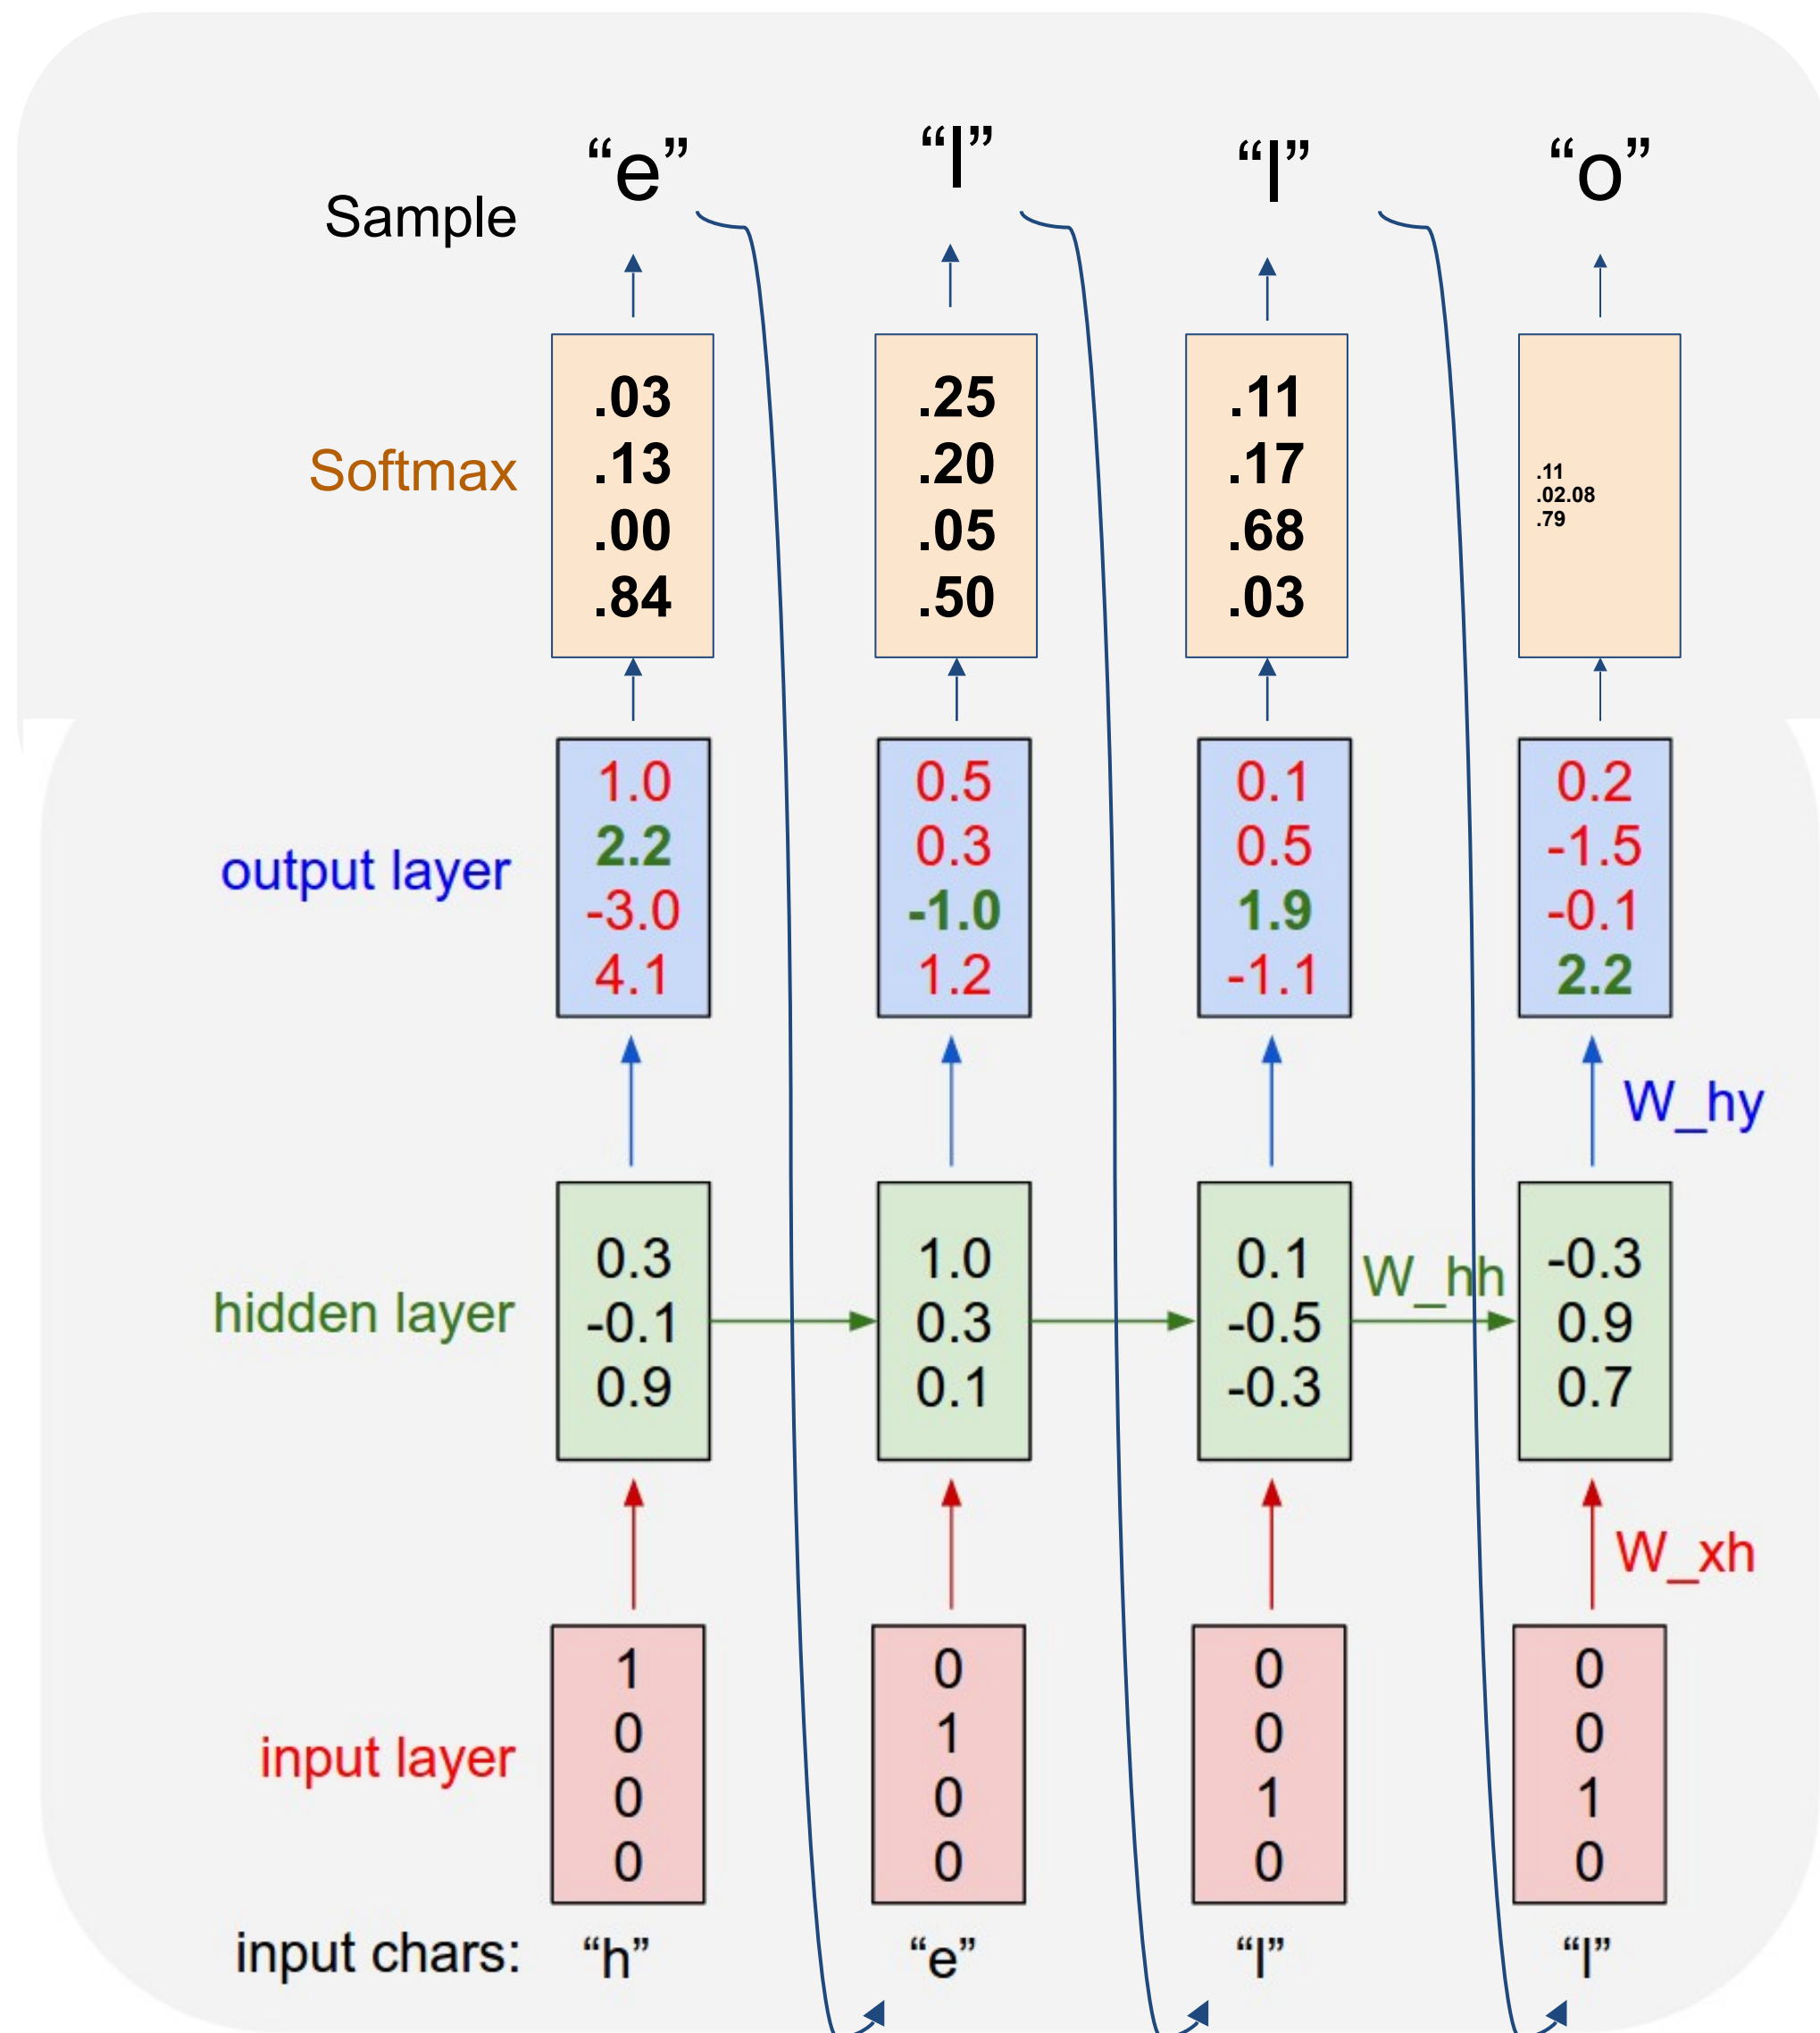 “e” “l” “l” “o”
Sample
Softmax
.03 .25 .11
.13 .20 .17
.00 .05 .68
.84 .50 .03
.11
.02.08
.79
output layer
1.0 0.5 0.1 0.2
2.2 0.3 0.5 -1.5
-3.0 -1.0 1.9 -0.1
4.1 1.2 -1.1 2.2
W_hy
hidden layer
0.3 1.0 0.1 -0.3
-0.1 0.3 -0.5 0.9
0.9 0.1 -0.3 0.7
W_hh
W_xh
input layer
1 0 0 0
0 1 0 0
0 0 1 1
0 0 0 0
input chars: “h” “e” “l” “l”